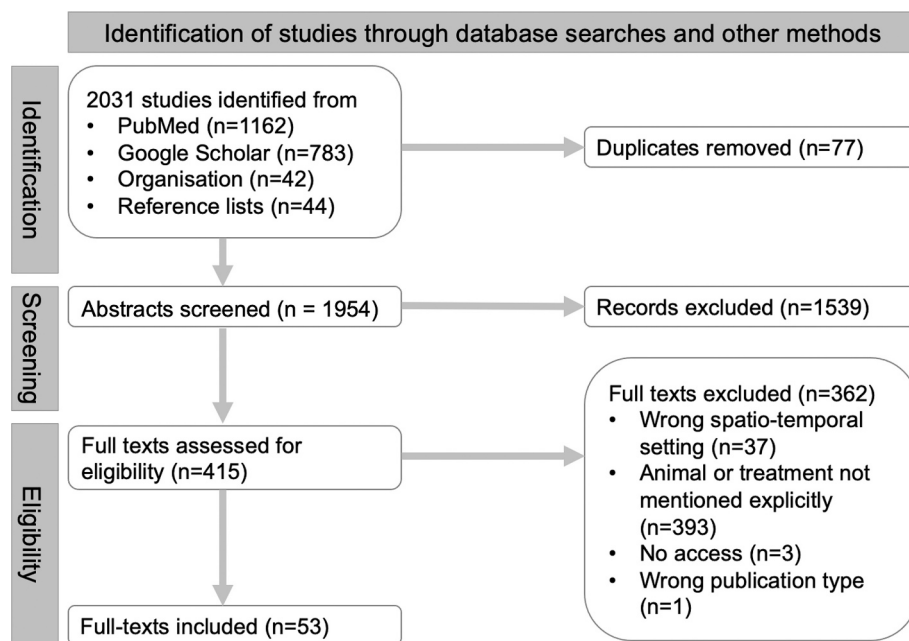 Identification of studies through database searches and other methods
Identification
2031 studies identified from
• PubMed (n=1162)
• Google Scholar (n=783)
• Organisation (n=42)
• Reference lists (n=44)
Duplicates removed (n=77)
Screening
Abstracts screened (n = 1954)
Records excluded (n=1539)
Eligibility
Full texts assessed for
eligibility (n=415)
Full texts excluded (n=362)
• Wrong spatio-temporal
setting (n=37)
• Animal or treatment not
mentioned explicitly
(n=393)
• No access (n=3)
• Wrong publication type
(n=1)
Full-texts included (n=53)